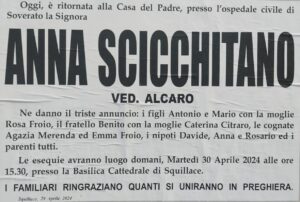 Oggi, è ritornata alla Casa del Padre, presso l'ospedale civile di
Soverato la Signora
ANNA SCICCHITANO
VED. ALCARO
Ne danno il triste annuncio: i figli Antonio e Mario con la moglie
Rosa Froio, il fratello Benito con la moglie Caterina Citraro, le cognate
Agazia Merenda ed Emma Froio, i nipoti Davide, Anna e Rosario ed i
parenti tutti.
Le esequie avranno luogo domani, Martedì 30 Aprile 2024 alle ore
15.30, presso la Basilica Cattedrale di Squillace.
I FAMILIARI RINGRAZIANO QUANTI SI UNIRANNO IN PREGHIERA.
Squillace, 29 aprile 2024